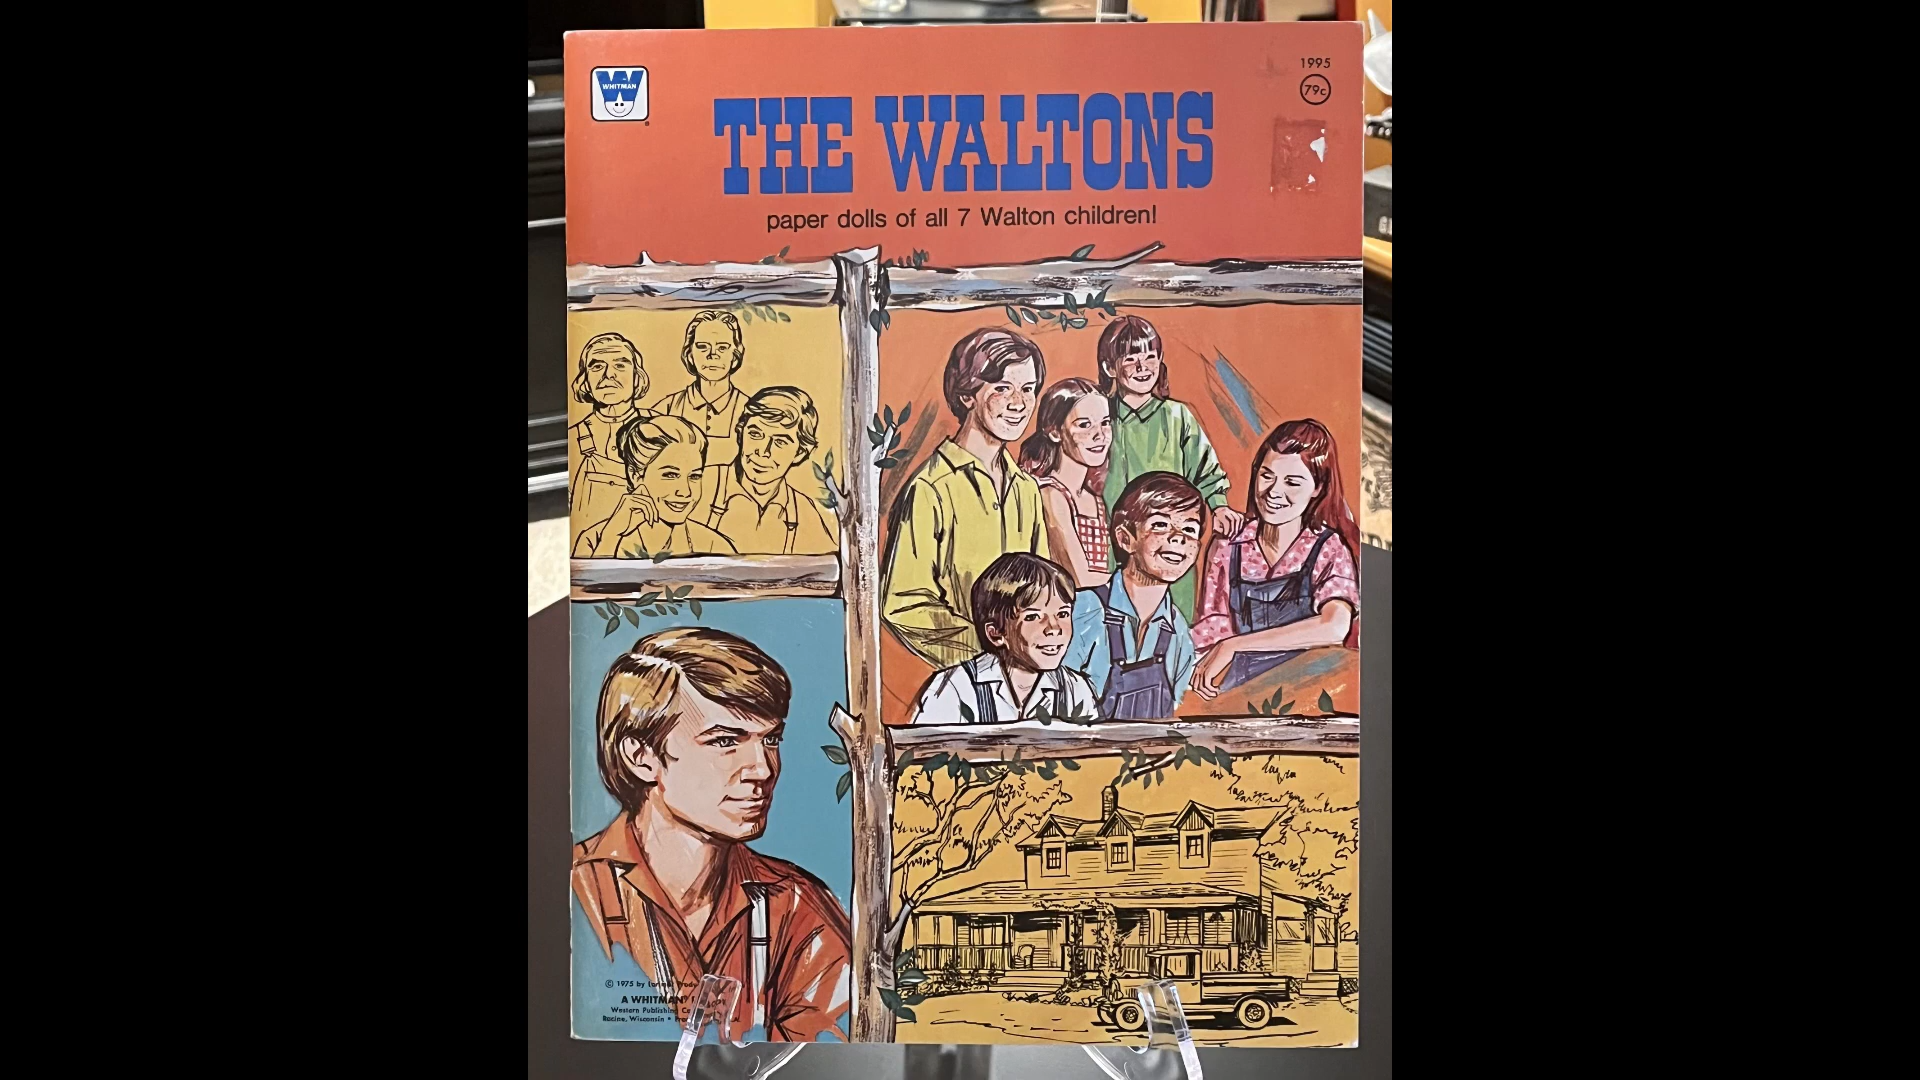 WHITMAN
1995
79c
THE WALTONS
paper dolls of all 7 Walton children!
© 1975 by
A WHITMAN
Western Publishing
Racine, Wisconsin •